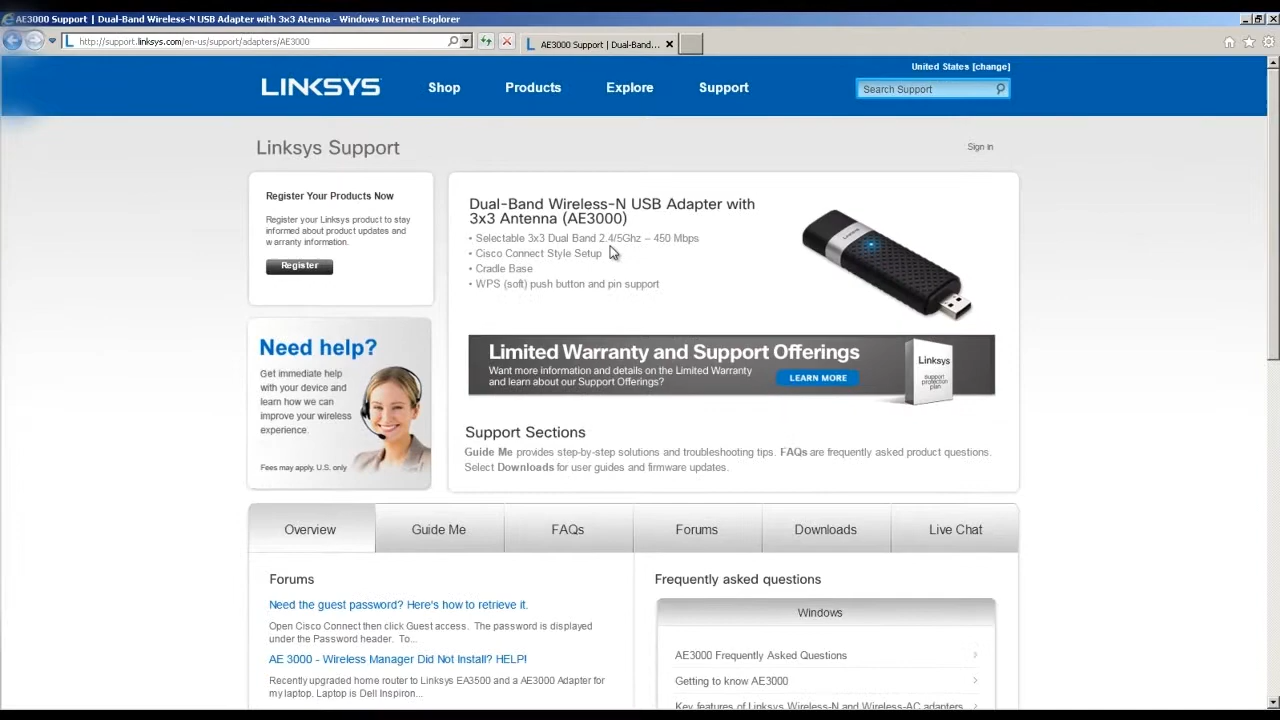 AE3000 Support | Dual-Band Wireless-N USB Adapter with 3x3 Atenna - Windows Internet Explorer
http://support.linksys.com/en-us/support/adapters/AE3000
AE3000 Support | Dual-Band...
United States [change]
LINKSYS
Shop
Products
Explore
Support
Search Support
Linksys Support
Sign in
Register Your Products Now
Register your Linksys product to stay
informed about product updates and
warranty information.
Register
Dual-Band Wireless-N USB Adapter with
3x3 Antenna (AE3000)
• Selectable 3x3 Dual Band 2.4/5Ghz – 450 Mbps
• Cisco Connect Style Setup
• Cradle Base
• WPS (soft) push button and pin support
Need help?
Get immediate help
with your device and
learn how we can
improve your wireless
experience.
Fees may apply. U.S. only
Limited Warranty and Support Offerings
Want more information and details on the Limited Warranty
and learn about our Support Offerings?
LEARN MORE
Linksys
support
protection
plan
Support Sections
Guide Me provides step-by-step solutions and troubleshooting tips. FAQs are frequently asked product questions.
Select Downloads for user guides and firmware updates.
Overview
Guide Me
FAQs
Forums
Downloads
Live Chat
Forums
Need the guest password? Here's how to retrieve it.
Open Cisco Connect then click Guest access. The password is displayed
under the Password header. To...
AE 3000 - Wireless Manager Did Not Install? HELP!
Recently upgraded home router to Linksys EA3500 and a AE3000 Adapter for
my laptop. Laptop is Dell Inspiron...
Frequently asked questions
Windows
AE3000 Frequently Asked Questions
Getting to know AE3000
Key features of Linksys Wireless-N and Wireless-AC adapters